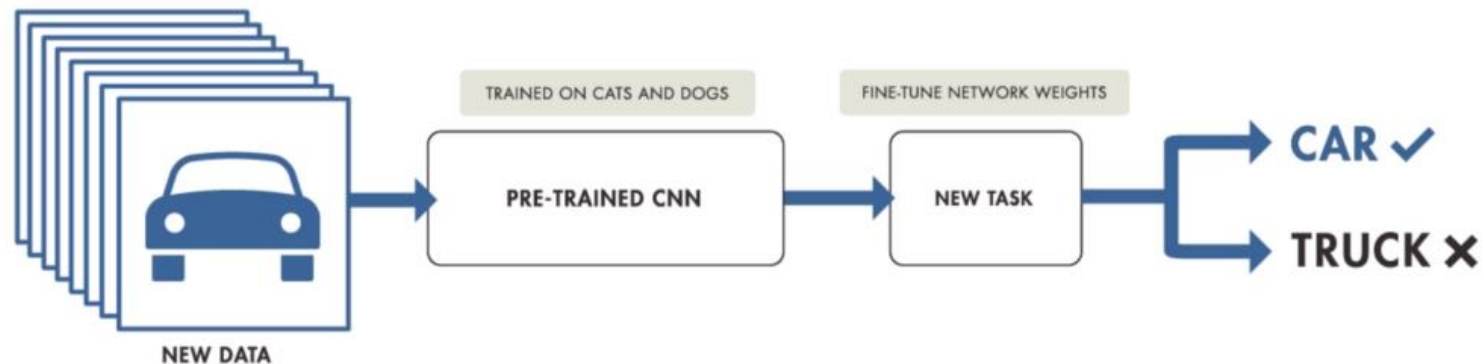 TRAINED ON CATS AND DOGS
FINE-TUNE NETWORK WEIGHTS
PRE-TRAINED CNN
NEW TASK
CAR
TRUCK
NEW DATA